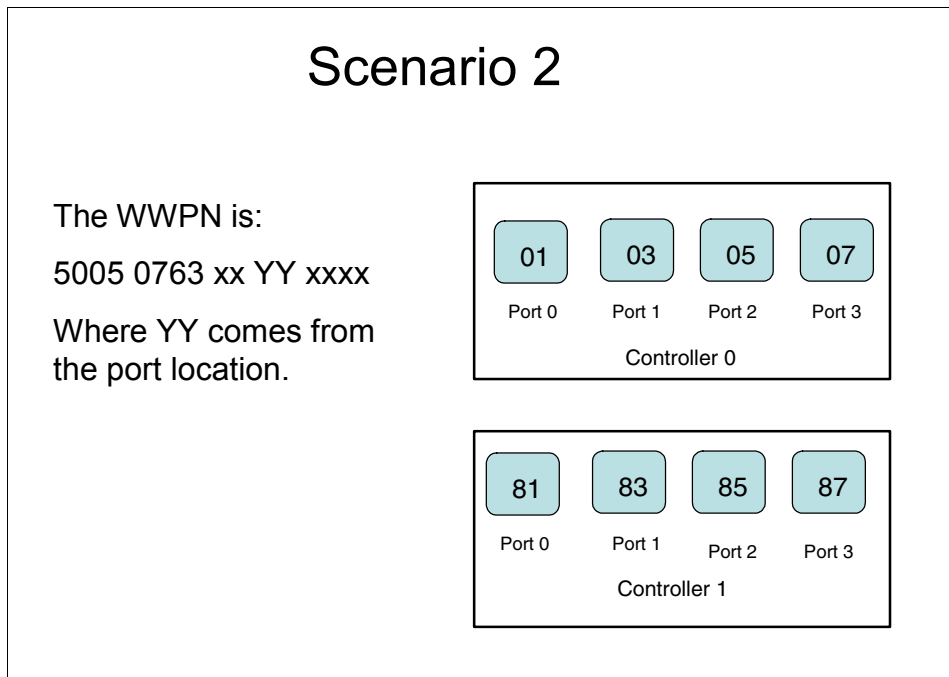 Scenario 2
The WWPN is:
5005 0763 xx YY xxxx
Where YY comes from
the port location.
01 03 05 07
Port 0 Port 1 Port 2 Port 3
Controller 0
81 83 85 87
Port 0 Port 1 Port 2 Port 3
Controller 1